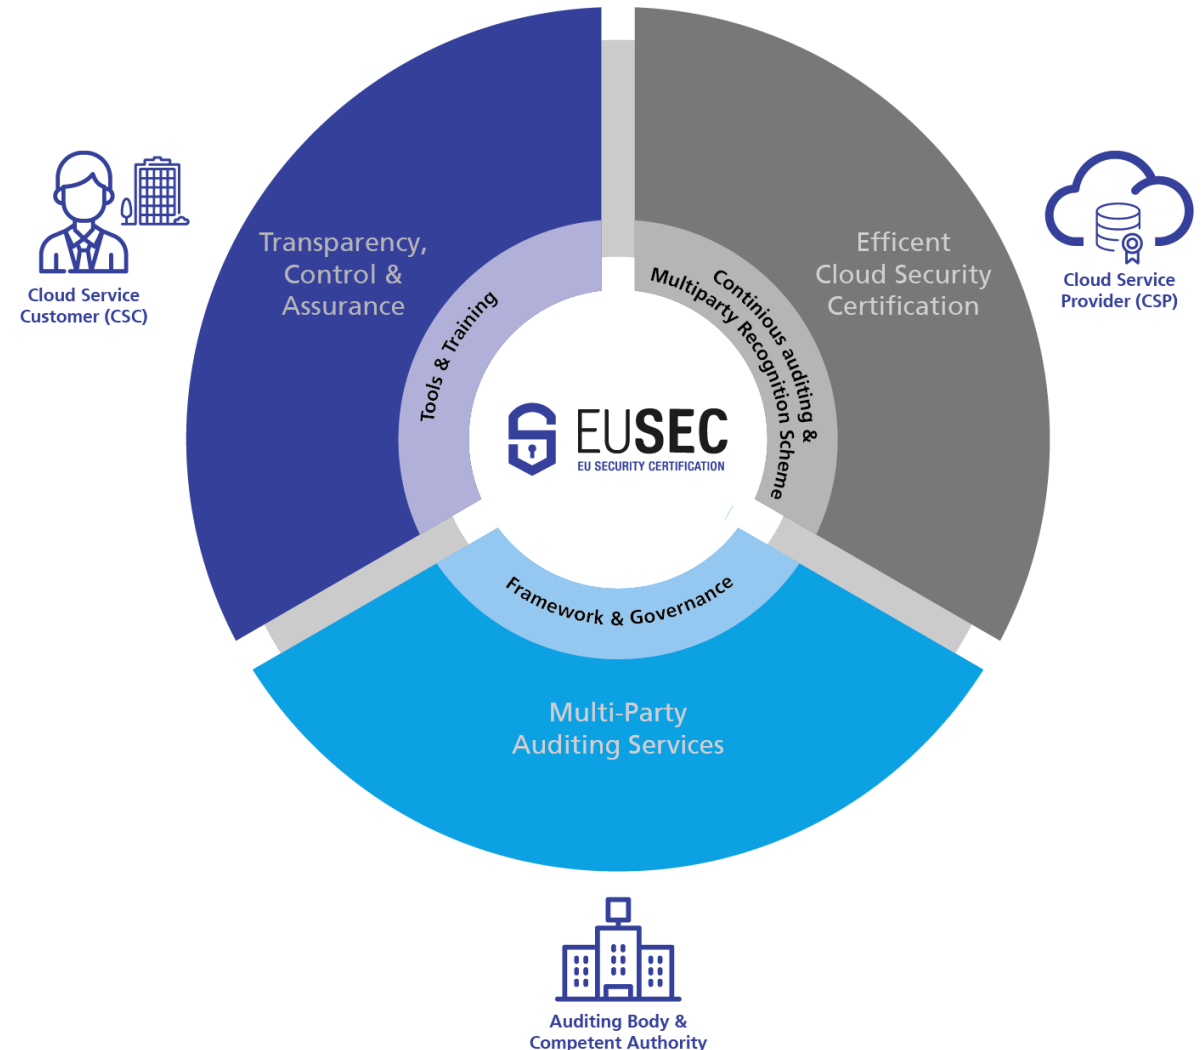 Transparency,
Control &
Assurance
Efficent
Cloud Security
Certification
Cloud Service
Customer (CSC)
Cloud Service
Provider (CSP)
Tools & Training
Continious auditing &
Multiparty Recognition Scheme
EUSEC
EU SECURITY CERTIFICATION
Framework & Governance
Multi-Party
Auditing Services
Auditing Body &
Competent Authority